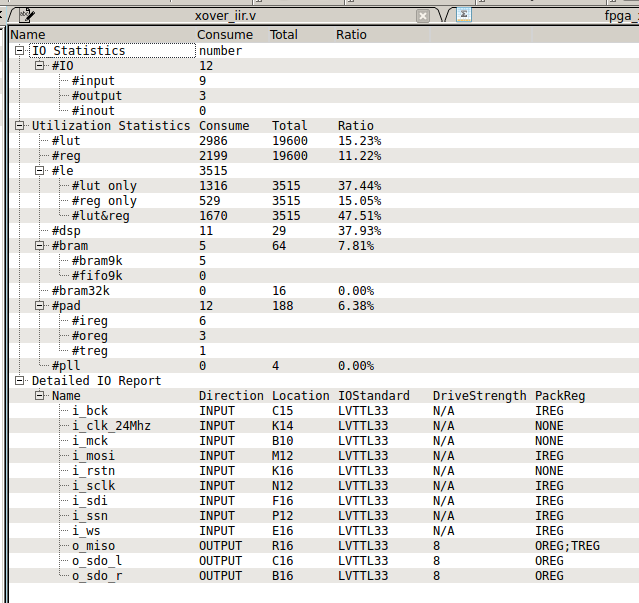 xover_iir.v fpga_
Name Consume Total Ratio
IO Statistics number
#IO 12
#input 9
#output 3
#inout 0
Utilization Statistics Consume Total Ratio
#lut 2986 19600 15.23%
#reg 2199 19600 11.22%
#le 3515
#lut only 1316 3515 37.44%
#reg only 529 3515 15.05%
#lut&reg 1670 3515 47.51%
#dsp 11 29 37.93%
#bram 5 64 7.81%
#bram9k 5
#fifo9k 0
#bram32k 0 16 0.00%
#pad 12 188 6.38%
#ireg 6
#oreg 3
#treg 1
#pll 0 4 0.00%
Detailed IO Report
Name Direction Location IOStandard DriveStrength PackReg
i_bck INPUT C15 LVTTL33 N/A IREG
i_clk_24Mhz INPUT K14 LVTTL33 N/A NONE
i_mck INPUT B10 LVTTL33 N/A NONE
i_mosi INPUT M12 LVTTL33 N/A IREG
i_rstn INPUT K16 LVTTL33 N/A NONE
i_sclk INPUT N12 LVTTL33 N/A IREG
i_sdi INPUT F16 LVTTL33 N/A IREG
i_ssn INPUT P12 LVTTL33 N/A IREG
i_ws INPUT E16 LVTTL33 N/A IREG
o_miso OUTPUT R16 LVTTL33 8 OREG;TREG
o_sdo_l OUTPUT C16 LVTTL33 8 OREG
o_sdo_r OUTPUT B16 LVTTL33 8 OREG